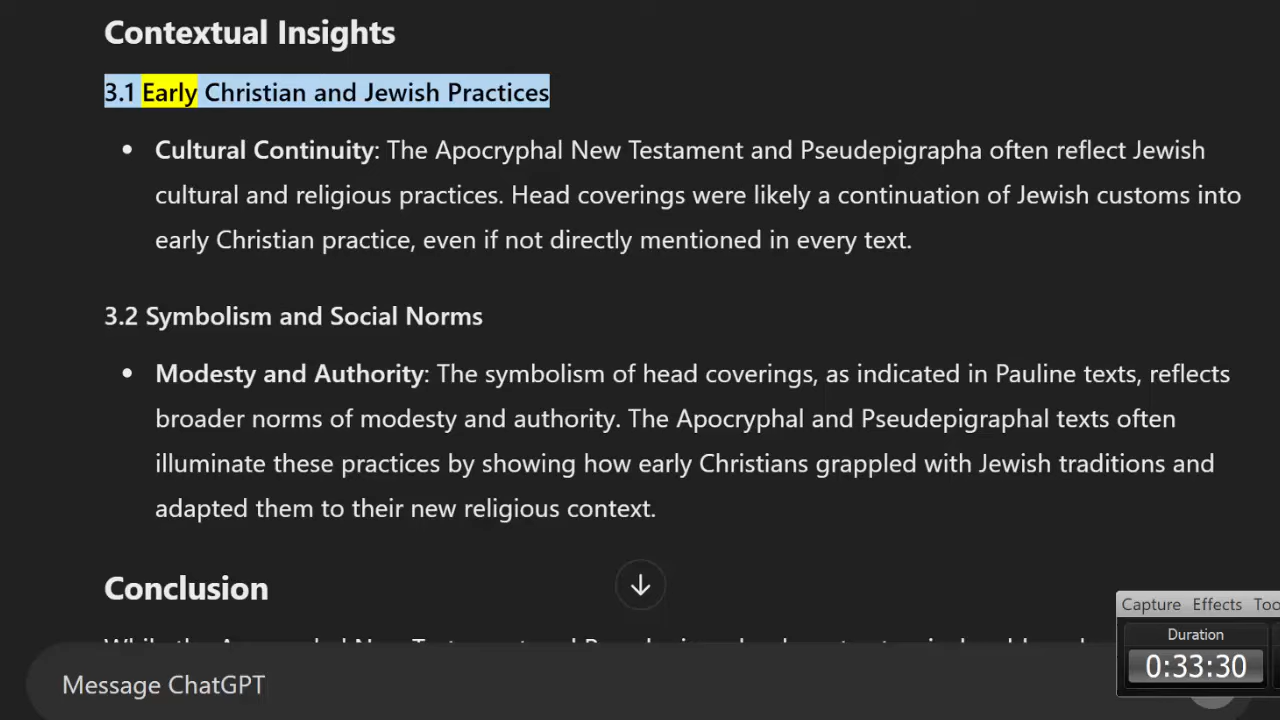 Contextual Insights
3.1 Early Christian and Jewish Practices
• Cultural Continuity: The Apocryphal New Testament and Pseudepigrapha often reflect Jewish
cultural and religious practices. Head coverings were likely a continuation of Jewish customs into
early Christian practice, even if not directly mentioned in every text.
3.2 Symbolism and Social Norms
• Modesty and Authority: The symbolism of head coverings, as indicated in Pauline texts, reflects
broader norms of modesty and authority. The Apocryphal and Pseudepigraphal texts often
illuminate these practices by showing how early Christians grappled with Jewish traditions and
adapted them to their new religious context.
Conclusion
Capture Effects
Duration
0:33:30
Message ChatGPT